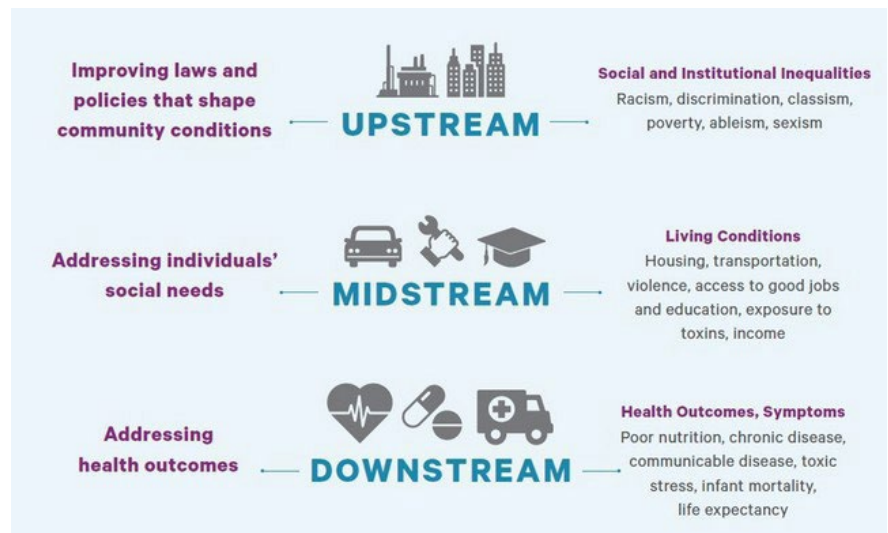 Improving laws and
policies that shape
community conditions
UPSTREAM
Social and Institutional Inequalities
Racism, discrimination, classism,
poverty, ableism, sexism
Addressing individuals’
social needs
MIDSTREAM
Living Conditions
Housing, transportation,
violence, access to good jobs
and education, exposure to
toxins, income
Addressing
health outcomes
DOWNSTREAM
Health Outcomes, Symptoms
Poor nutrition, chronic disease,
communicable disease, toxic
stress, infant mortality,
life expectancy